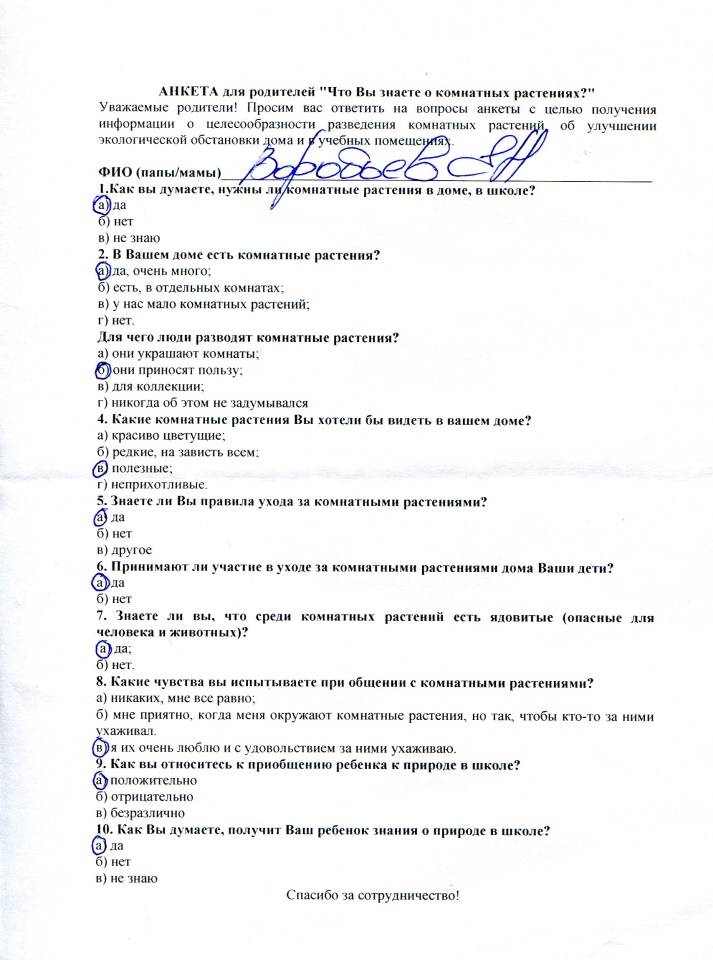 АНКЕТА для родителей "Что Вы знаете о комнатных растениях?"
Уважаемые родители! Просим вас ответить на вопросы анкеты с целью получения
информации о целесообразности разведения комнатных растений, об улучшении
экологической обстановки дома и в учебных помещениях.
ФИО (папы/мамы) Воробьев
1.Как вы думаете, нужны ли комнатные растения в доме, в школе?
а) да
б) нет
в) не знаю
2. В Вашем доме есть комнатные растения?
а) да, очень много;
б) есть, в отдельных комнатах;
в) у нас мало комнатных растений;
г) нет.
Для чего люди разводят комнатные растения?
а) они украшают комнаты;
б) они приносят пользу;
в) для коллекции;
г) никогда об этом не задумывался
4. Какие комнатные растения Вы хотели бы видеть в вашем доме?
а) красиво цветущие;
б) редкие, на зависть всем;
в) полезные;
г) неприхотливые.
5. Знаете ли Вы правила ухода за комнатными растениями?
а) да
б) нет
в) другое
6. Принимают ли участие в уходе за комнатными растениями дома Ваши дети?
а) да
б) нет
7. Знаете ли вы, что среди комнатных растений есть ядовитые (опасные для
человека и животных)?
а) да;
б) нет.
8. Какие чувства вы испытываете при общении с комнатными растениями?
а) никаких, мне все равно;
б) мне приятно, когда меня окружают комнатные растения, но так, чтобы кто-то за ними
ухаживал.
в) я их очень люблю и с удовольствием за ними ухаживаю.
9. Как вы относитесь к приобщению ребенка к природе в школе?
а) положительно
б) отрицательно
в) безразлично
10. Как Вы думаете, получит Ваш ребенок знания о природе в школе?
а) да
б) нет
в) не знаю
Спасибо за сотрудничество!